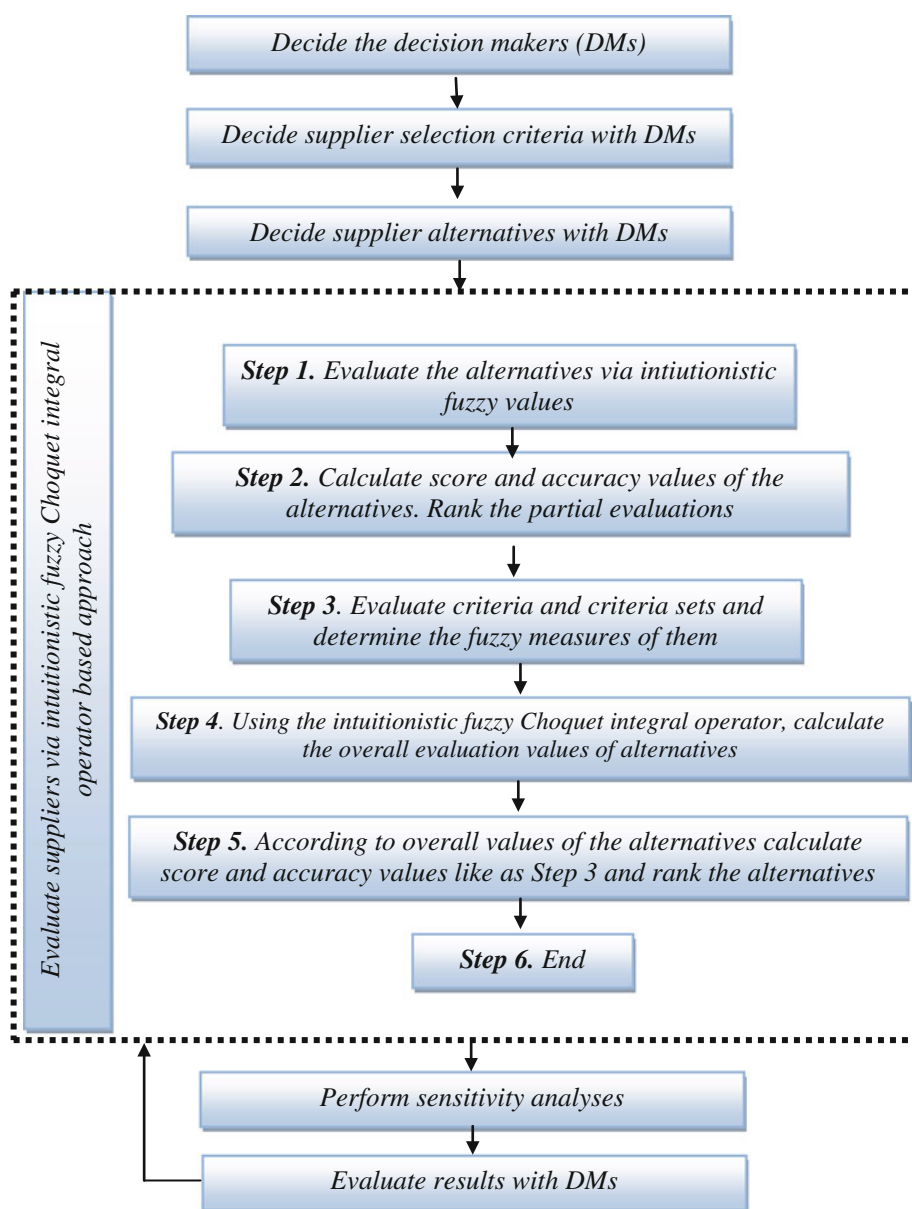 Decide the decision makers (DMs)
Decide supplier selection criteria with DMs
Decide supplier alternatives with DMs
Evaluate suppliers via intuitionistic fuzzy Choquet integral
operator based approach
Step 1. Evaluate the alternatives via intiutionistic
fuzzy values
Step 2. Calculate score and accuracy values of the
alternatives. Rank the partial evaluations
Step 3. Evaluate criteria and criteria sets and
determine the fuzzy measures of them
Step 4. Using the intuitionistic fuzzy Choquet integral operator, calculate
the overall evaluation values of alternatives
Step 5. According to overall values of the alternatives calculate
score and accuracy values like as Step 3 and rank the alternatives
Step 6. End
Perform sensitivity analyses
Evaluate results with DMs